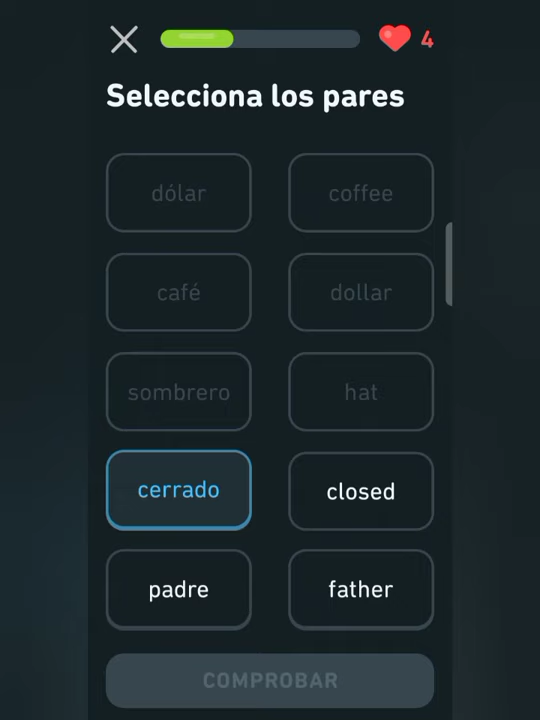 4
Selecciona los pares
dólar
coffee
café
dollar
sombrero
hat
cerrado
closed
padre
father
COMPROBAR